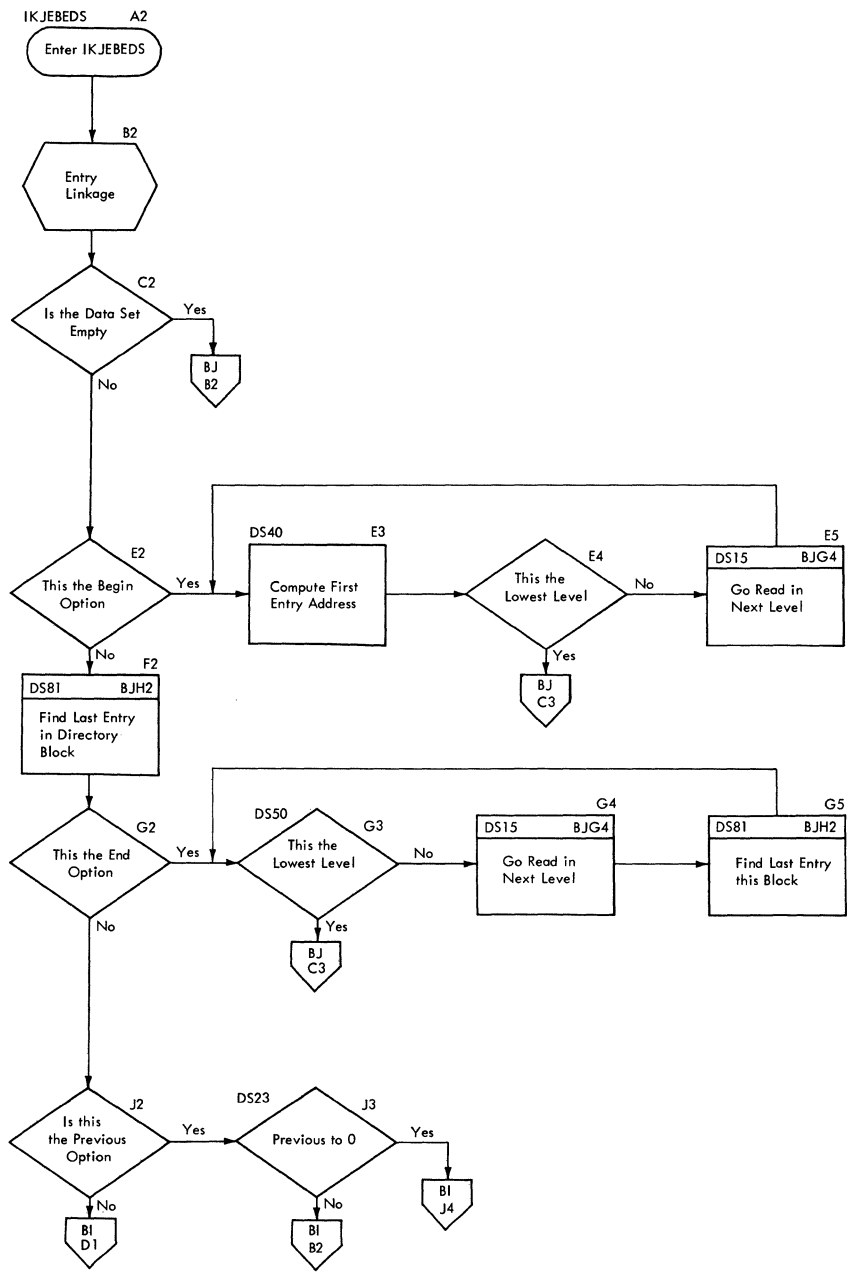 IKJEBEDS A2
Enter IKJEBEDS
B2
Entry
Linkage
C2
Is the Data Set
Empty
Yes
BJ
B2
No
E2
This the Begin
Option
Yes
DS40 E3
Compute First
Entry Address
E4
This the
Lowest Level
No
E5
DS15 BJG4
Go Read in
Next Level
Yes
BJ
C3
No
F2
DS81 BJH2
Find Last Entry
in Directory
Block
G2
This the End
Option
Yes
DS50 G3
This the
Lowest Level
No
G4
DS15 BJG4
Go Read in
Next Level
G5
DS81 BJH2
Find Last Entry
this Block
Yes
BJ
C3
No
J2
Is this
the Previous
Option
Yes
DS23 J3
Previous to 0
Yes
BI
J4
No
BI
D1
No
BI
B2